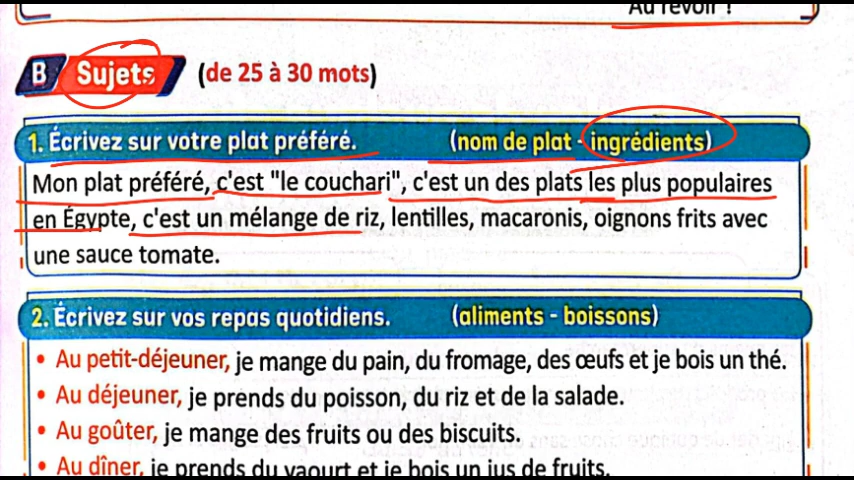 Au revoir !
B Sujets (de 25 à 30 mots)
1. Écrivez sur votre plat préféré. (nom de plat - ingrédients)
Mon plat préféré, c'est "le couchari", c'est un des plats les plus populaires
en Égypte, c'est un mélange de riz, lentilles, macaronis, oignons frits avec
une sauce tomate.
2. Écrivez sur vos repas quotidiens. (aliments - boissons)
• Au petit-déjeuner, je mange du pain, du fromage, des œufs et je bois un thé.
• Au déjeuner, je prends du poisson, du riz et de la salade.
• Au goûter, je mange des fruits ou des biscuits.
• Au dîner, je prends du yaourt et je bois un jus de fruits.